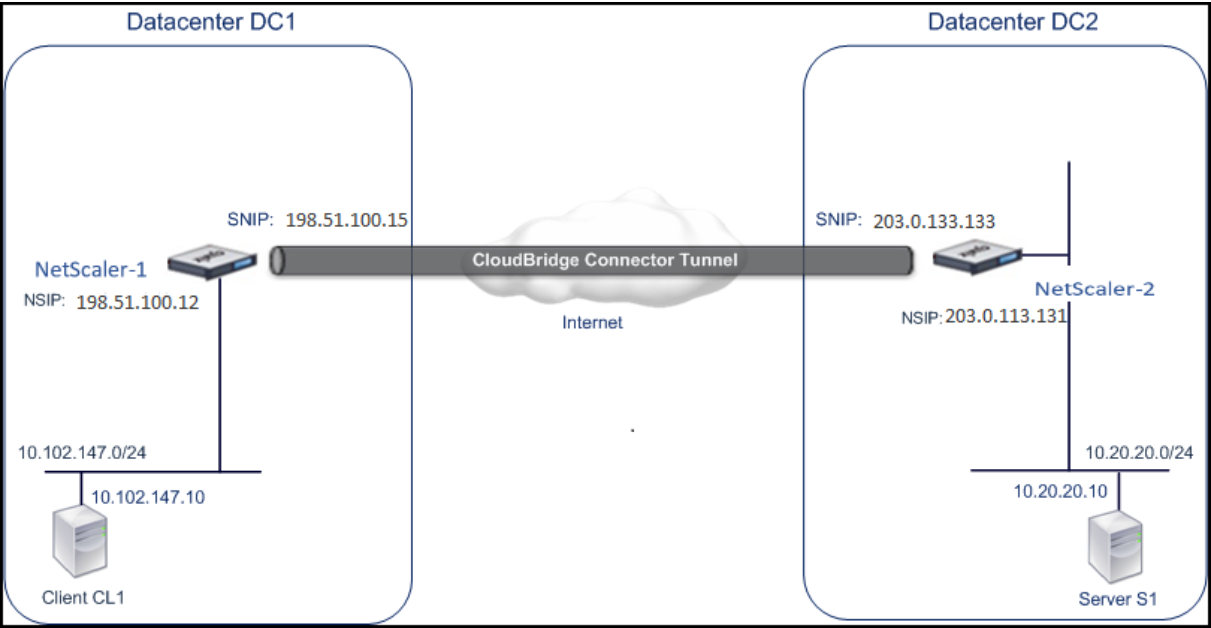 Datacenter DC1
Datacenter DC2
SNIP: 198.51.100.15
SNIP: 203.0.133.133
CloudBridge Connector Tunnel
NetScaler-1
NSIP: 198.51.100.12
NetScaler-2
NSIP: 203.0.113.131
Internet
10.102.147.0/24
10.20.20.0/24
10.102.147.10
10.20.20.10
Client CL1
Server S1